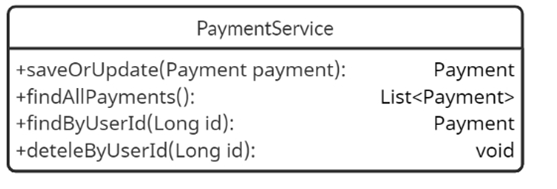 PaymentService
+saveOrUpdate(Payment payment): Payment
+findAllPayments(): List<Payment>
+findByUserId(Long id): Payment
+deteleByUserId(Long id): void